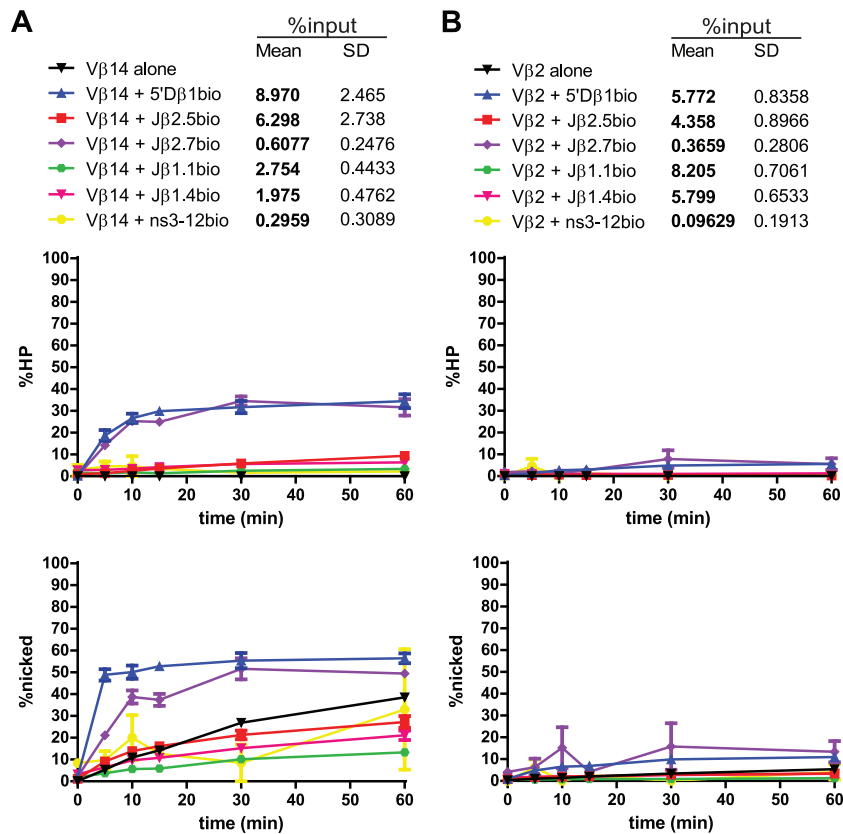 A
%input
Mean SD
Vβ14 alone
Vβ14 + 5'Dβ1bio 8.970 2.465
Vβ14 + Jβ2.5bio 6.298 2.738
Vβ14 + Jβ2.7bio 0.6077 0.2476
Vβ14 + Jβ1.1bio 2.754 0.4433
Vβ14 + Jβ1.4bio 1.975 0.4762
Vβ14 + ns3-12bio 0.2959 0.3089
100
90
80
70
60
50
40
30
20
10
0
%HP
0 10 20 30 40 50 60
time (min)
100
90
80
70
60
50
40
30
20
10
0
%nicked
0 10 20 30 40 50 60
time (min)
B
%input
Mean SD
Vβ2 alone
Vβ2 + 5'Dβ1bio 5.772 0.8358
Vβ2 + Jβ2.5bio 4.358 0.8966
Vβ2 + Jβ2.7bio 0.3659 0.2806
Vβ2 + Jβ1.1bio 8.205 0.7061
Vβ2 + Jβ1.4bio 5.799 0.6533
Vβ2 + ns3-12bio 0.09629 0.1913
100
90
80
70
60
50
40
30
20
10
0
%HP
0 10 20 30 40 50 60
time (min)
100
90
80
70
60
50
40
30
20
10
0
%nicked
0 10 20 30 40 50 60
time (min)